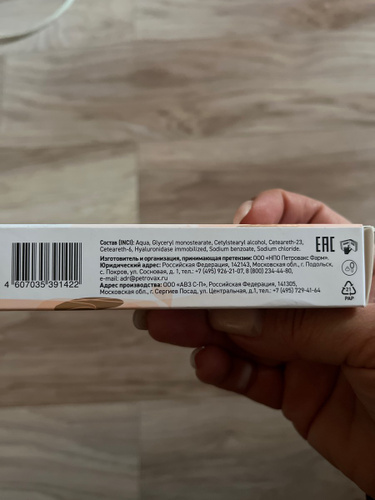 Состав (INCI): Aqua, Glyceryl monostearate, Cetylstearyl alcohol, Ceteareth-23,
Ceteareth-6, Hyaluronidase immobilized, Sodium benzoate, Sodium chloride.
Изготовитель и организация, принимающая претензии: ООО «НПО Петровакс Фарм».
Юридический адрес: Российская Федерация, 142143, Московская обл., г. Подольск,
с. Покров, ул. Сосновая, д. 1, тел.: +7 (495) 926-21-07, 8 (800) 234-44-80,
e-mail: adr@petrovax.ru
Адрес производства: ООО «АВЗ С-П», Российская Федерация, 141305,
Московская обл., г. Сергиев Посад, ул. Центральная, д.1, тел.: +7 (495) 729-41-64
4 607035 391422
EAC
21
PAP